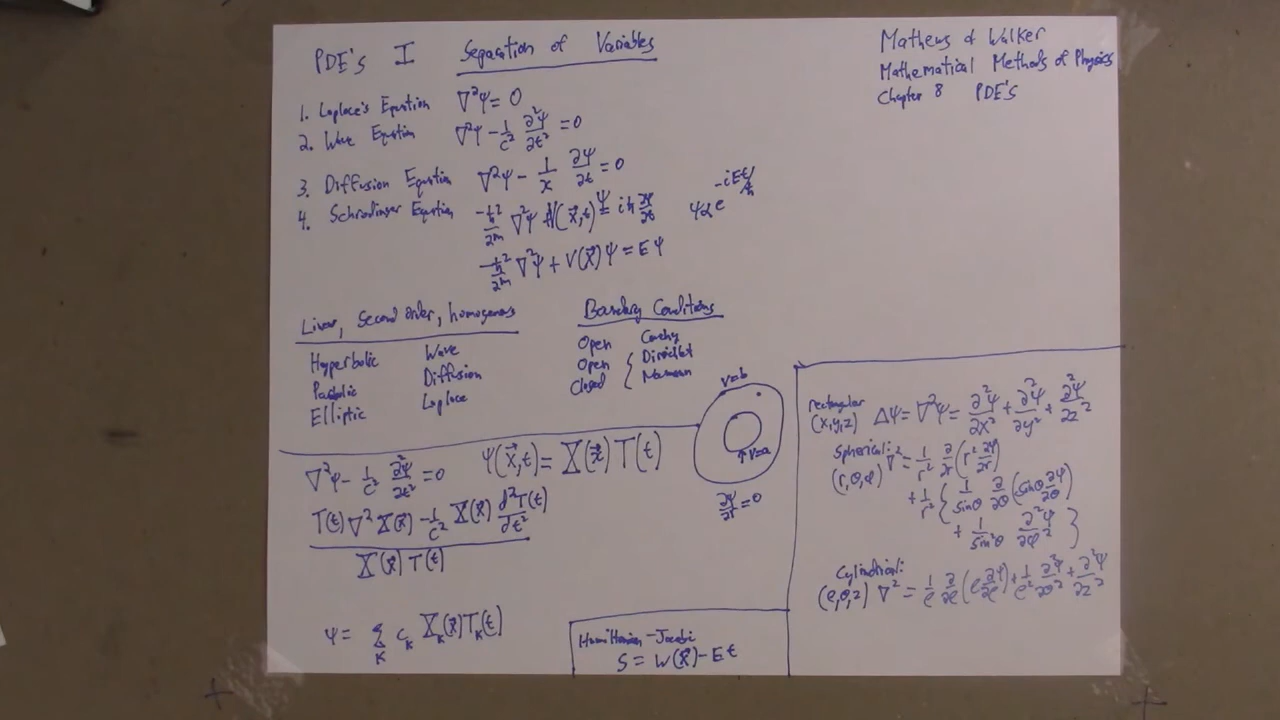 PDE's I Separation of Variables
Mathews & Walker
Mathematical Methods of Physics
Chapter 8 PDE's
1. Laplace's Equation ∇²ψ = 0
2. Wave Equation ∇²ψ - 1/c² ∂²ψ/∂t² = 0
3. Diffusion Equation ∇²ψ - 1/κ ∂ψ/∂t = 0
4. Schrodinger Equation -ħ²/2m ∇²ψ + V(x⃗,t)ψ = iħ ∂ψ/∂t ψ α e^(-iEt/ħ)
-ħ²/2m ∇²ψ + V(x⃗)ψ = Eψ
Linear, Second order, homogenous
Hyperbolic Wave
Parabolic Diffusion
Elliptic Laplace
Boundary Conditions
Open Cauchy
Open Dirichlet
Closed Neumann
V=b
V=a
∂ψ/∂r = 0
∇²ψ - 1/c² ∂²ψ/∂t² = 0 ψ(x⃗,t) = X(x⃗) T(t)
T(t)∇² X(x⃗) - 1/c² X(x⃗) d²T(t)/dt²
X(x⃗) T(t)
ψ = Σ_K c_K X_K(x⃗) T_K(t)
Hamiltonian-Jacobi
S = W(x⃗) - Et
rectangular
(x,y,z) Δψ = ∇²ψ = ∂²ψ/∂x² + ∂²ψ/∂y² + ∂²ψ/∂z²
Spherical:
(r,θ,φ) ∇² = 1/r² ∂/∂r (r² ∂ψ/∂r)
+ 1/r² { 1/sinθ ∂/∂θ (sinθ ∂ψ/∂θ)
+ 1/sin²θ ∂²ψ/∂φ² }
Cylindrical:
(ρ,θ,z) ∇² = 1/ρ ∂/∂ρ (ρ ∂ψ/∂ρ) + 1/ρ² ∂²ψ/∂θ² + ∂²ψ/∂z²